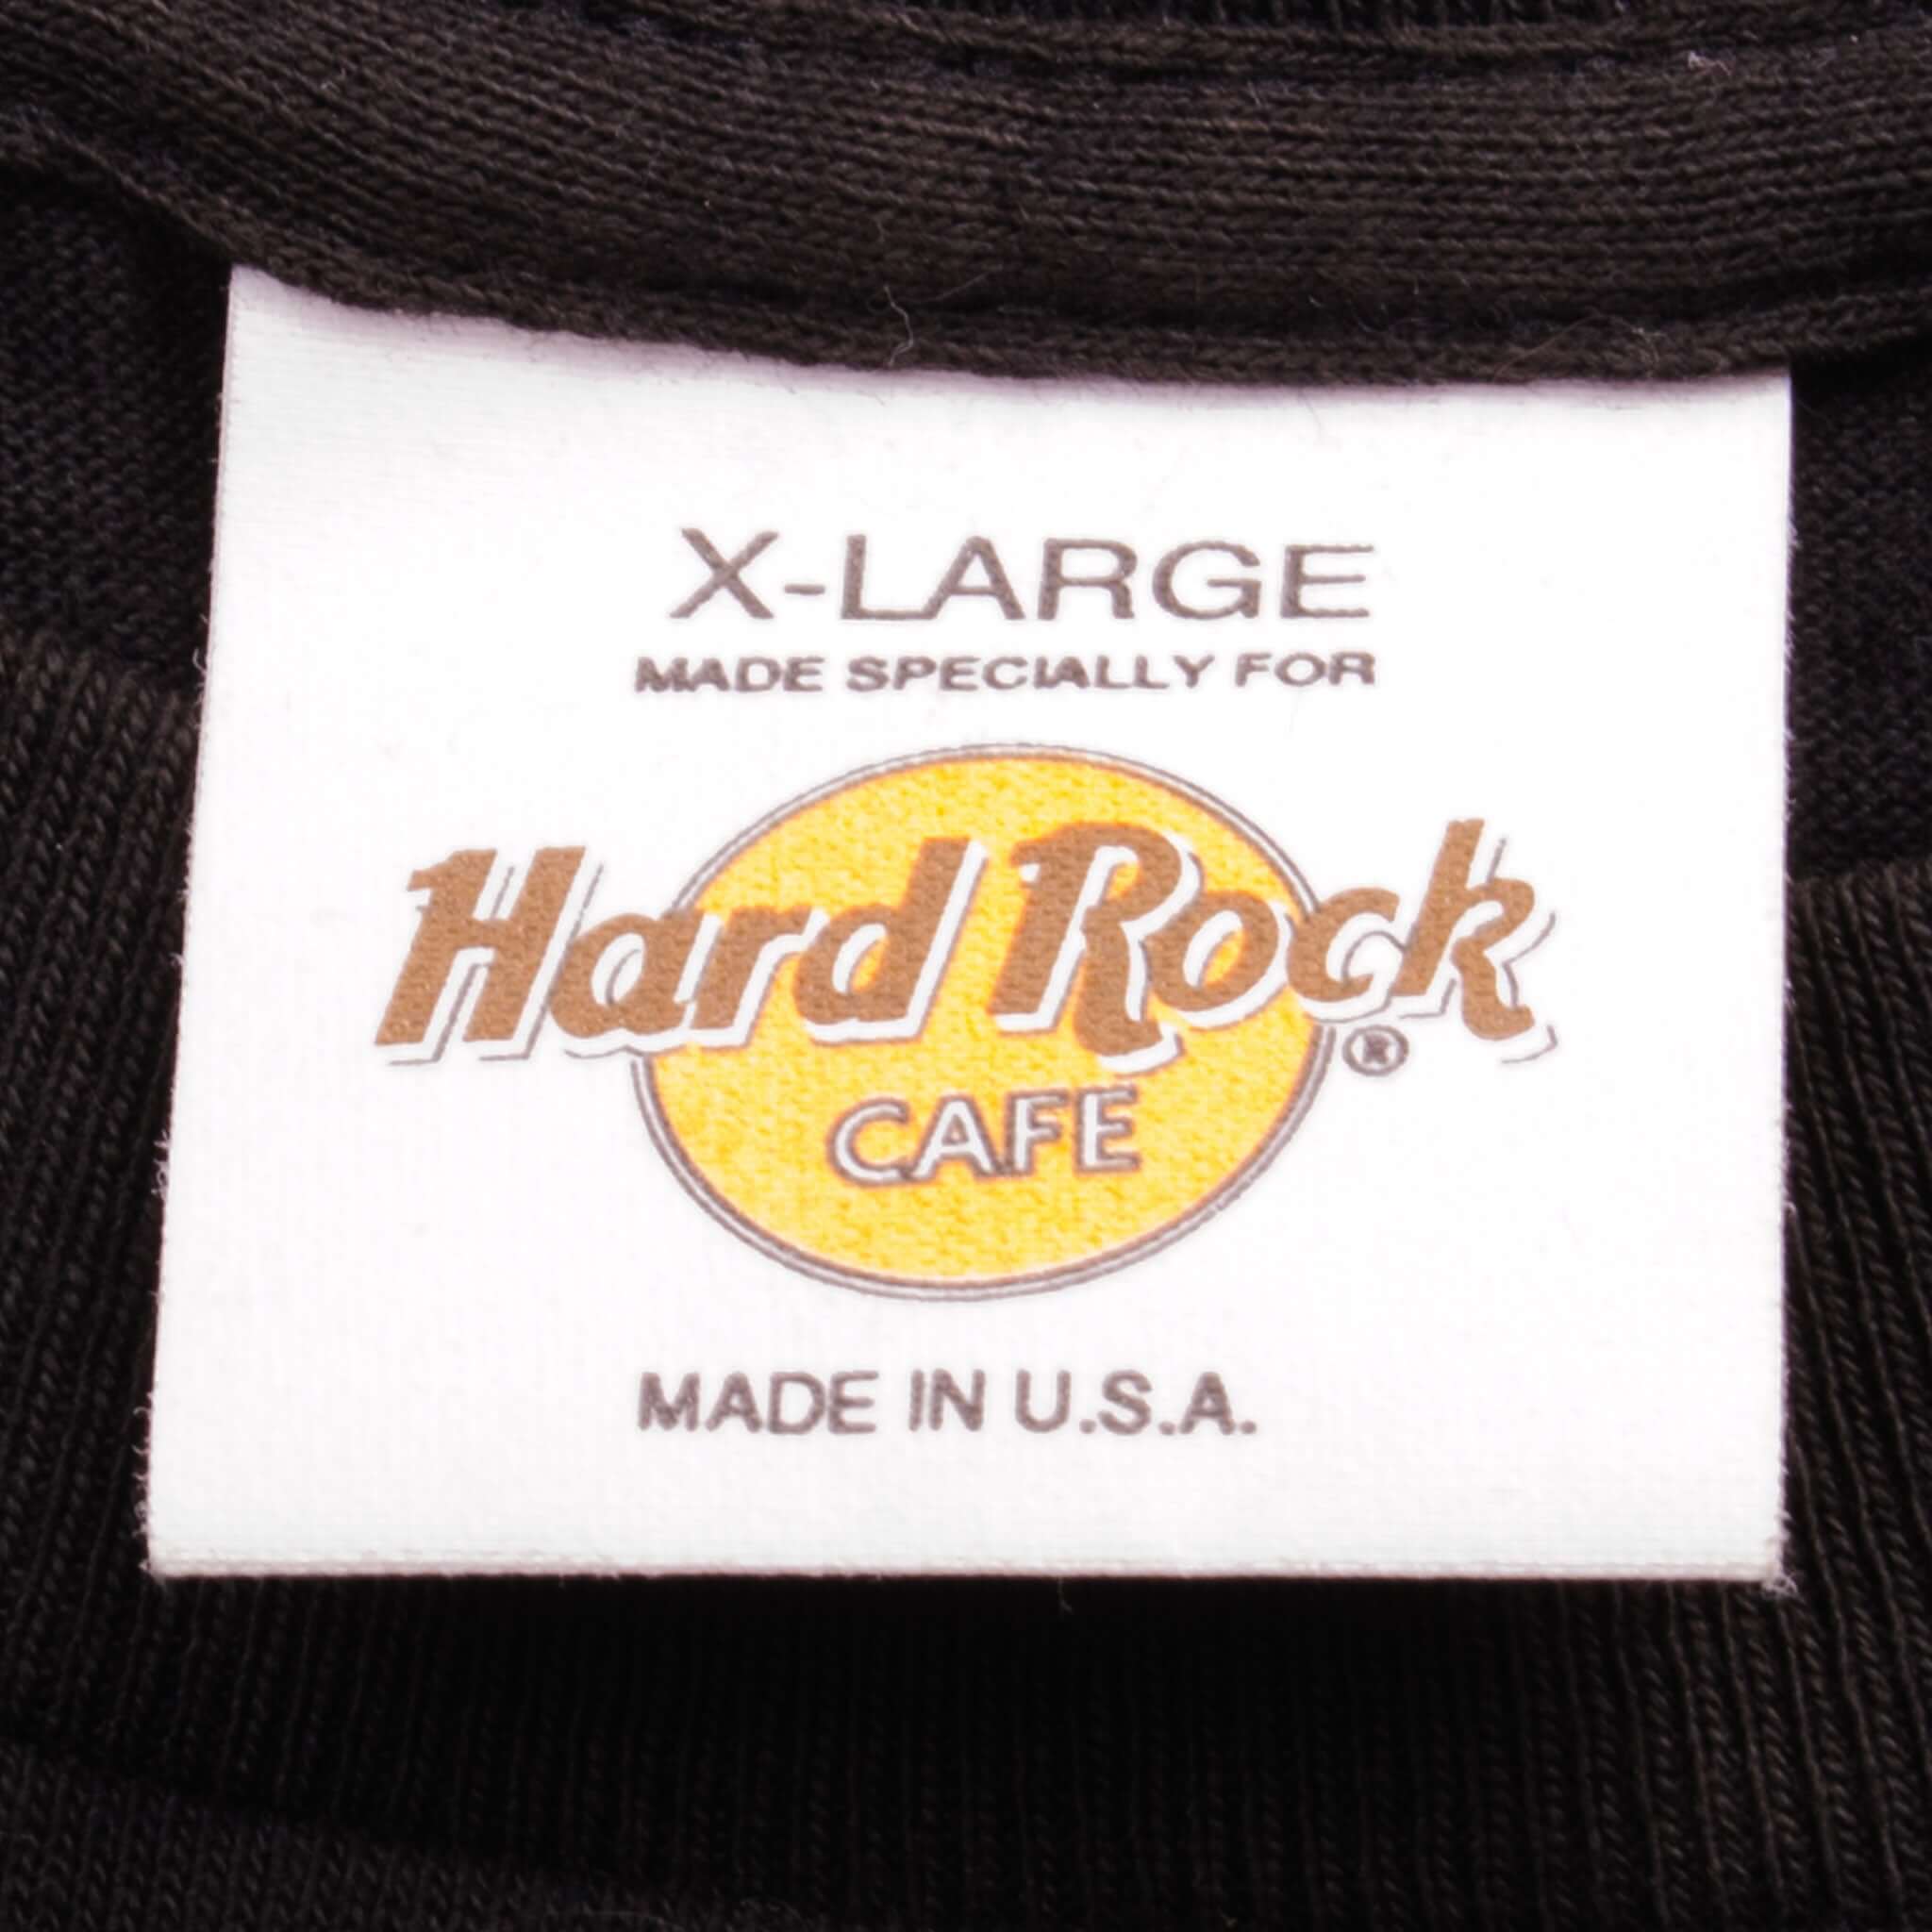 X-LARGE
MADE SPECIALLY FOR
Hard Rock
®
CAFE
MADE IN U.S.A.